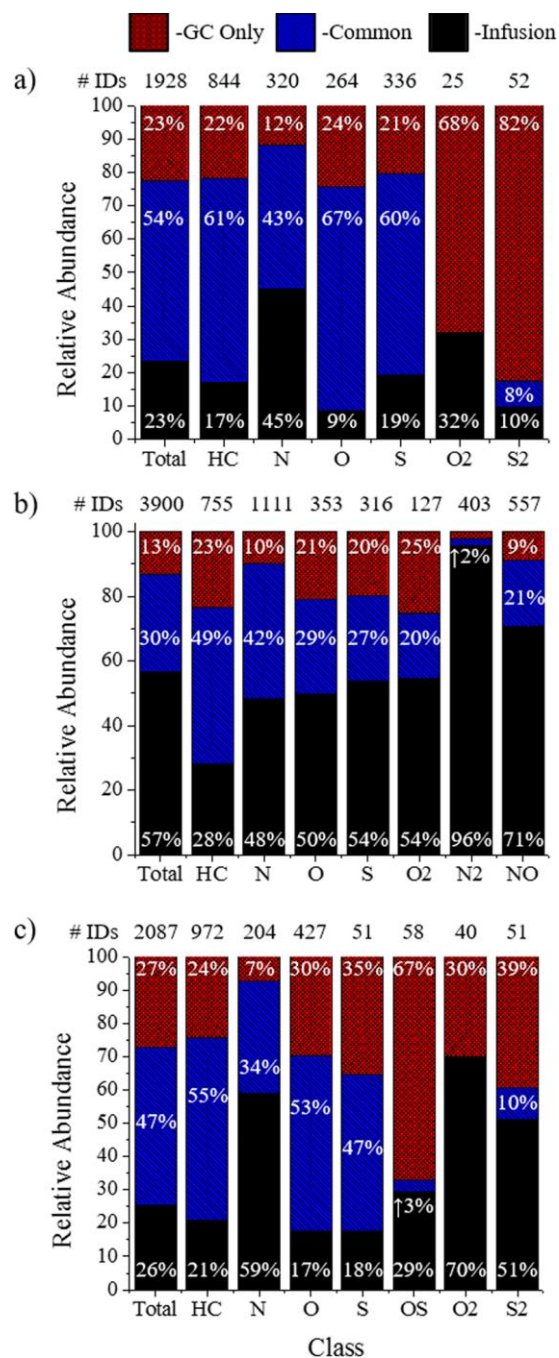 -GC Only -Common -Infusion
a)
# IDs 1928 844 320 264 336 25 52
Relative Abundance
100
90
80
70
60
50
40
30
20
10
0
23% 22% 12% 24% 21% 68% 82%
54% 61% 43% 67% 60%
8%
23% 17% 45% 9% 19% 32% 10%
Total HC N O S O2 S2
b)
# IDs 3900 755 1111 353 316 127 403 557
Relative Abundance
100
80
60
40
20
0
13% 23% 10% 21% 20% 25% 9%
↑2%
30% 49% 42% 29% 27% 20% 21%
57% 28% 48% 50% 54% 54% 96% 71%
Total HC N O S O2 N2 NO
c)
# IDs 2087 972 204 427 51 58 40 51
Relative Abundance
100
90
80
70
60
50
40
30
20
10
0
27% 24% 7% 30% 35% 67% 30% 39%
47% 55% 34% 53% 47% 10%
↑3%
26% 21% 59% 17% 18% 29% 70% 51%
Total HC N O S OS O2 S2
Class